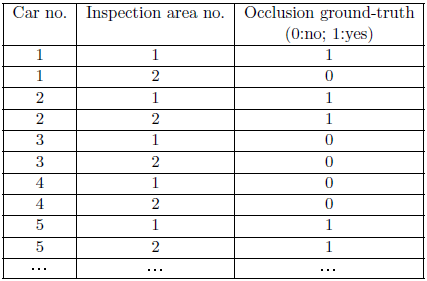 Car no. Inspection area no. Occlusion ground-truth
(0:no; 1:yes)
1 1 1
1 2 0
2 1 1
2 2 1
3 1 0
3 2 0
4 1 0
4 2 0
5 1 1
5 2 1
... ... ...